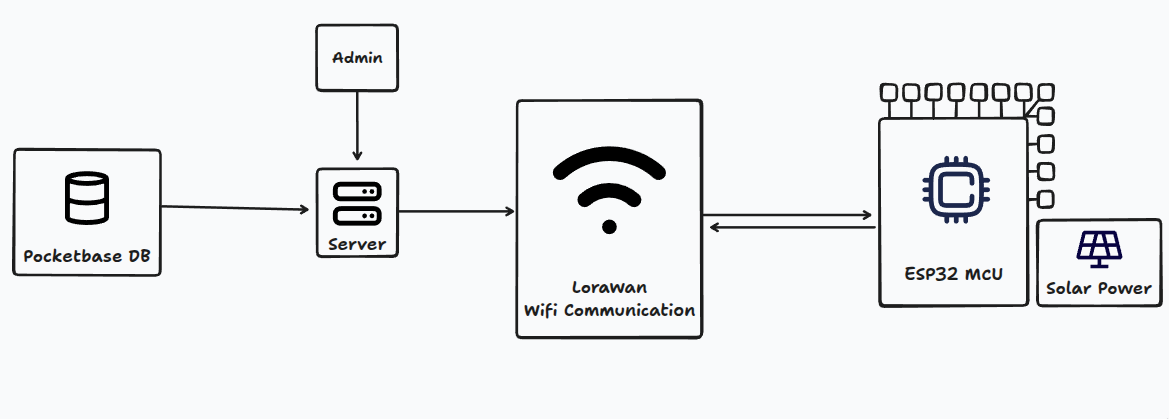 Admin
Pocketbase DB
Server
Lorawan
Wifi Communication
ESP32 MCU
Solar Power